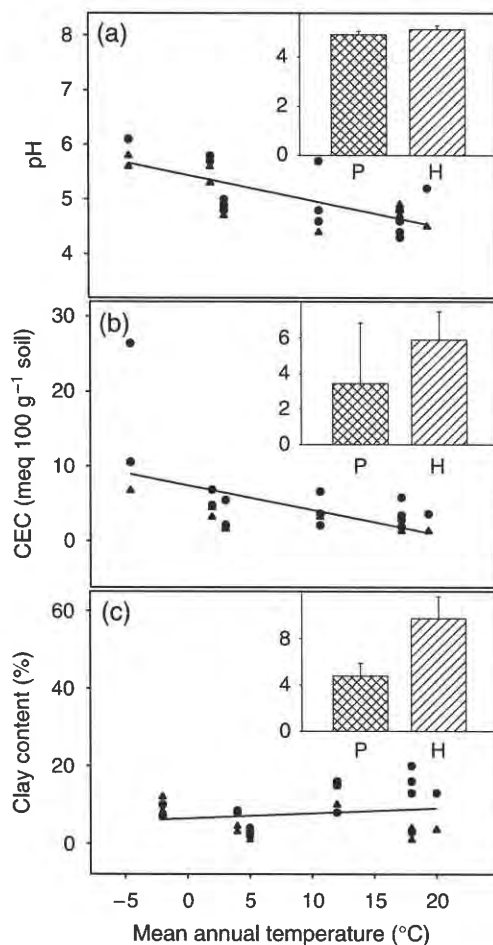 (a)
8
7
6
5
4
pH
4
2
0
P H
(b)
30
20
10
0
CEC (meq 100 g⁻¹ soil)
6
4
2
0
P H
(c)
60
40
20
0
Clay content (%)
8
4
0
P H
−5 0 5 10 15 20
Mean annual temperature (°C)